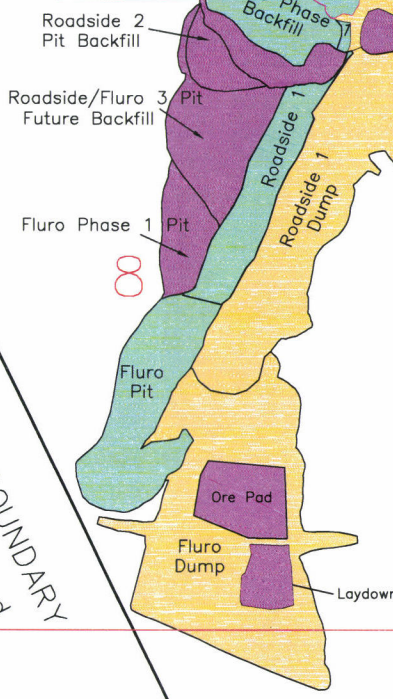 Phase 7
Backfill
Roadside 2
Pit Backfill
Roadside/Fluro 3 Pit
Future Backfill
Roadside 1
Roadside 1
Dump
Fluro Phase 1 Pit
8
Fluro
Pit
Ore Pad
Fluro
Dump
Laydown
OUNDARY